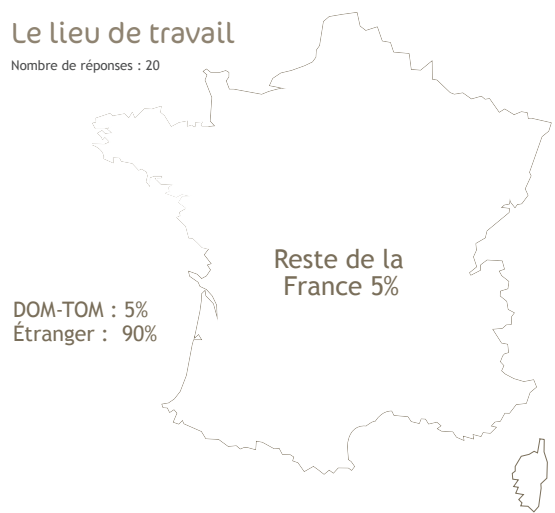 Le lieu de travail
Nombre de réponses : 20
Reste de la
France 5%
DOM-TOM : 5%
Étranger : 90%